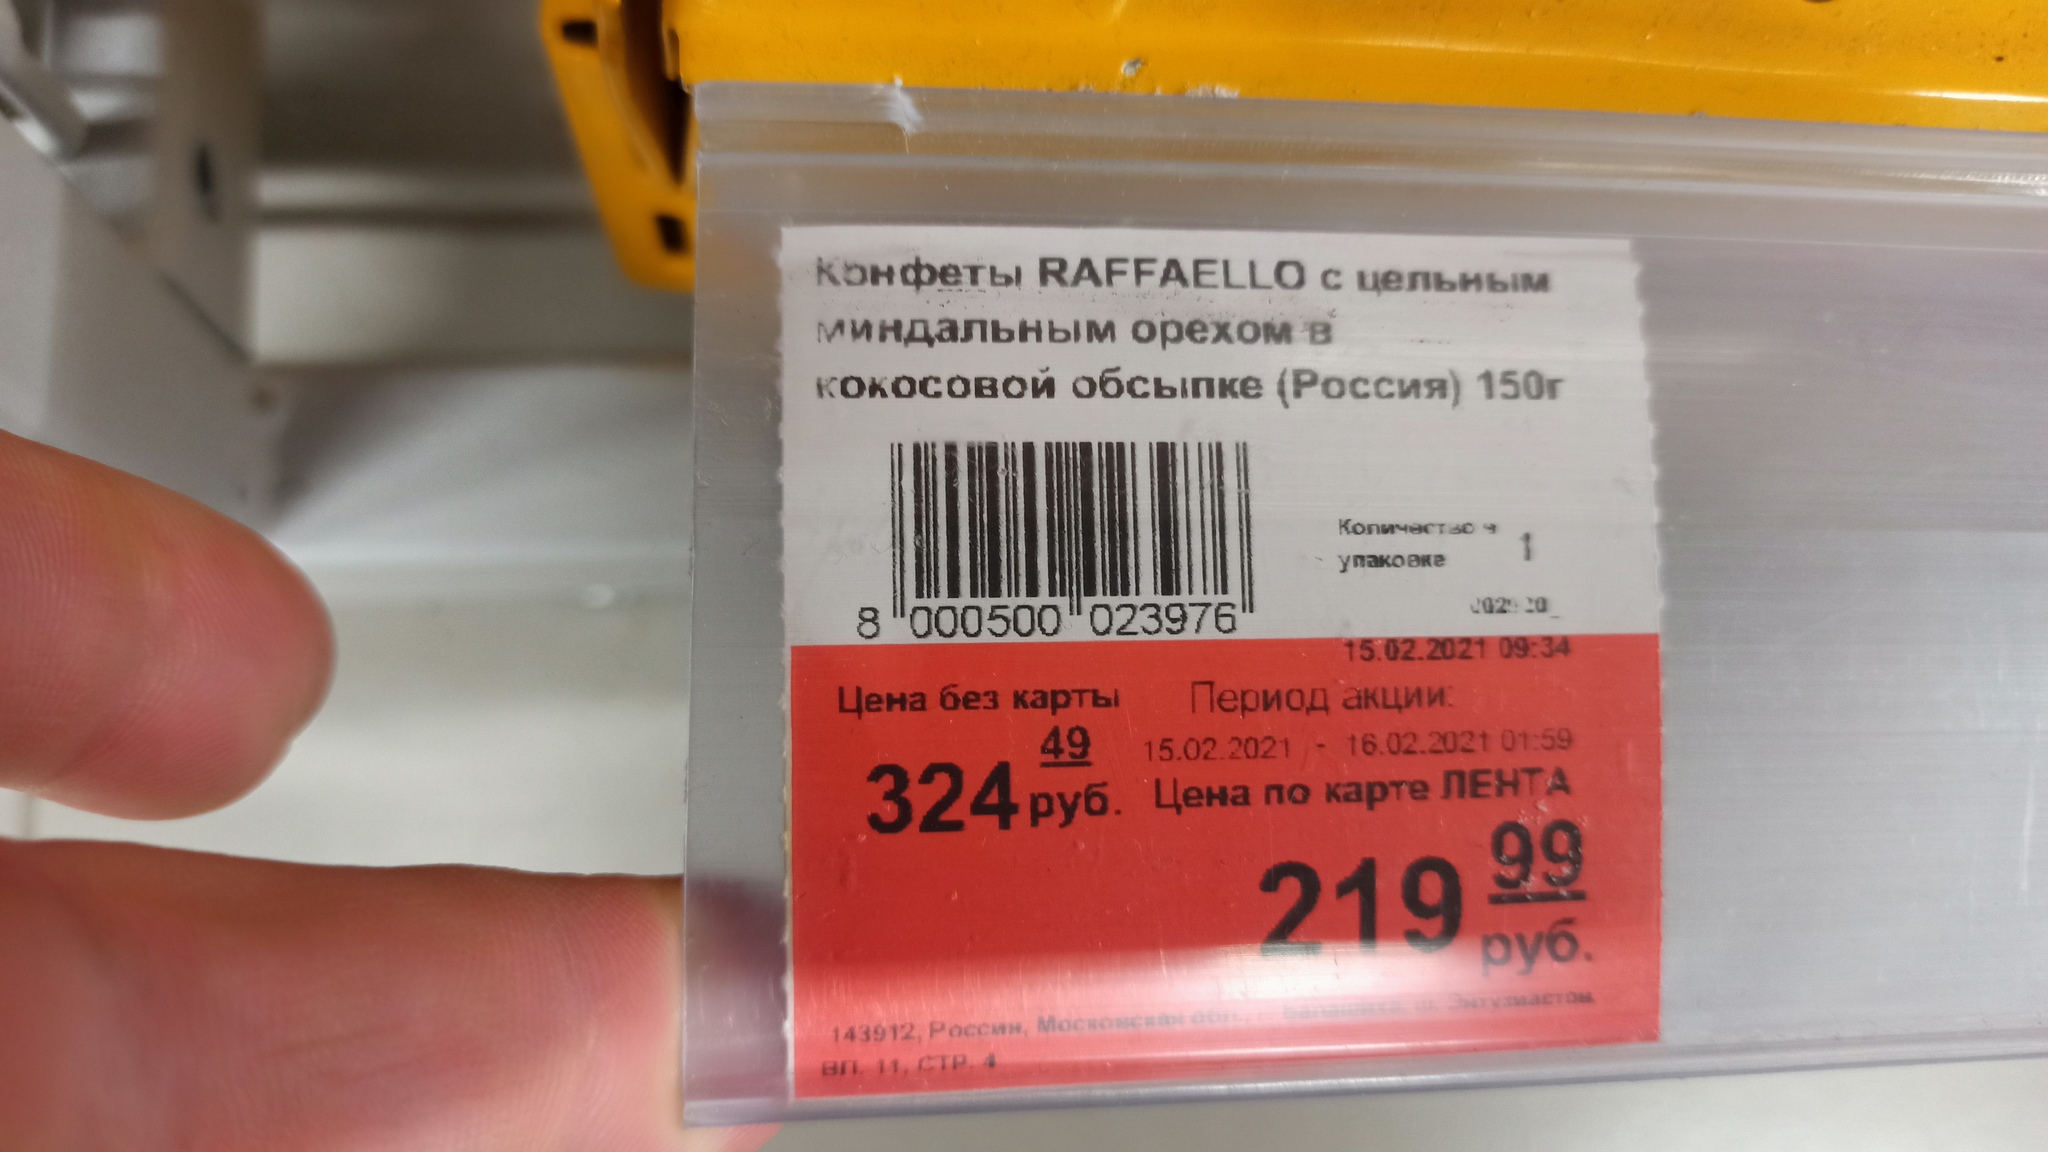 Конфеты RAFFAELLO с цельным
миндальным орехом в
кокосовой обсыпке (Россия) 150г
Количество в
упаковке 1
8 000500 023976
15.02.2021 09:34
Цена без карты
324 49 руб.
Период акции:
15.02.2021 - 16.02.2021 01:59
Цена по карте ЛЕНТА
219 99 руб.
143912, Россия, Московская обл., Балашиха, ш. Энтузиастов,
ВЛ. 11, СТР. 4